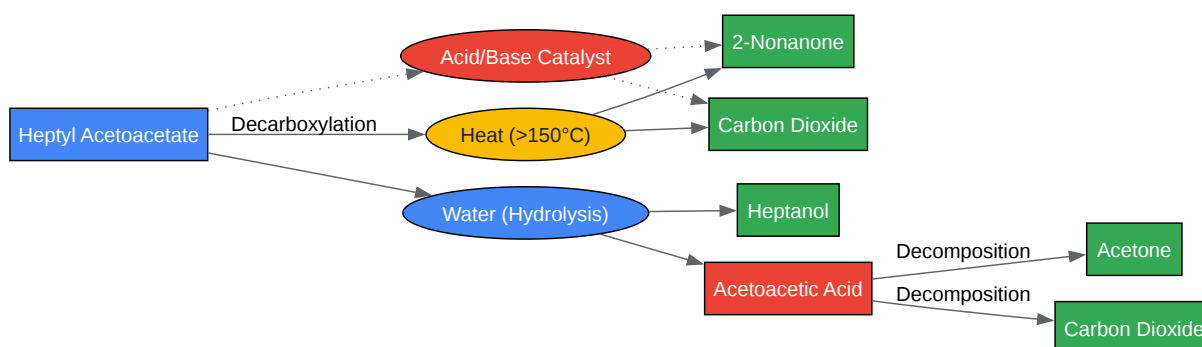 2-Nonanone
Acid/Base Catalyst
Heptyl Acetoacetate
Decarboxylation
Heat (>150°C)
Carbon Dioxide
Water (Hydrolysis)
Heptanol
Acetoacetic Acid
Decomposition
Acetone
Decomposition
Carbon Dioxide